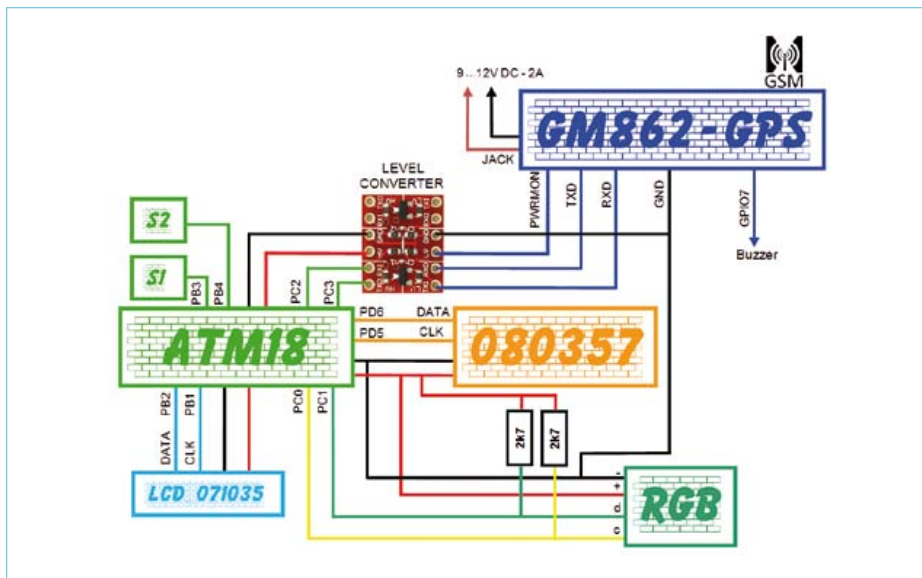 GSM
9...12V DC - 2A
GM862-GPS
JACK
LEVEL
CONVERTER
PWRMON
TXD
RXD
GND
GPIO7
Buzzer
S2
S1
PB3
PB4
PC2
PC3
ATM18
PD6
DATA
PD5
CLK
080357
PB2
PB1
PC0
PC1
DATA
CLK
2k7
2k7
LCD 071035
-
+
d
c
RGB